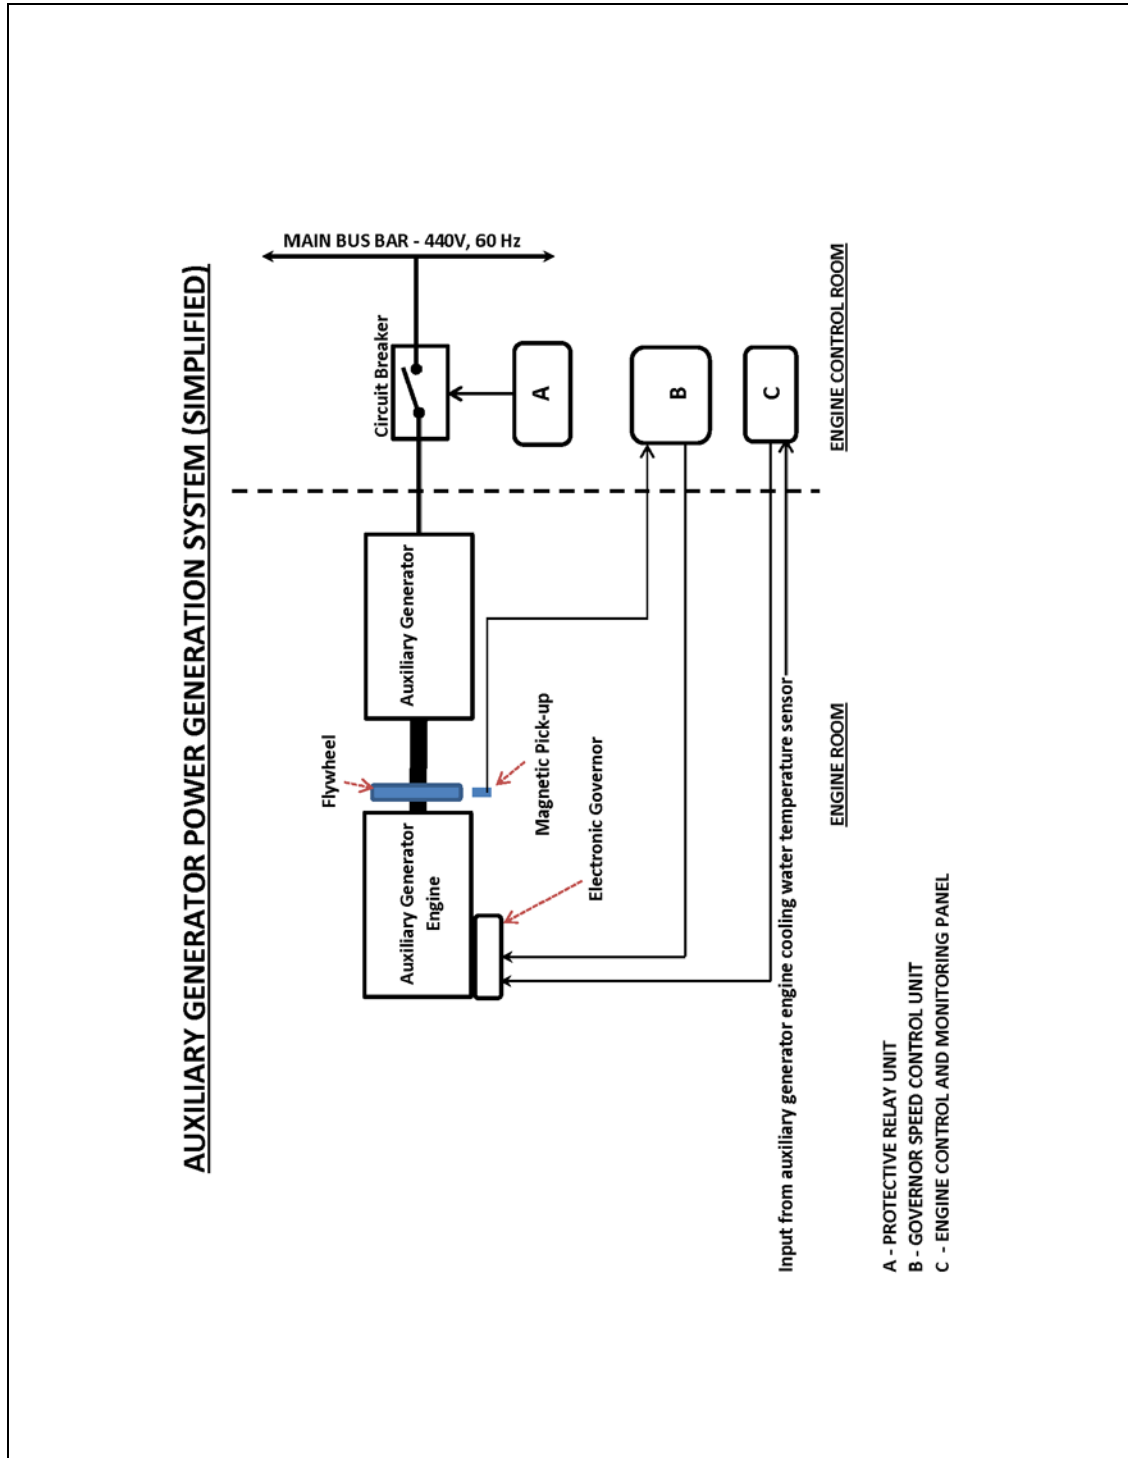 AUXILIARY GENERATOR POWER GENERATION SYSTEM (SIMPLIFIED)
MAIN BUS BAR - 440V, 60 Hz
Circuit Breaker
Flywheel
Auxiliary Generator
Engine
Auxiliary Generator
A
Magnetic Pick-up
Electronic Governor
B
C
Input from auxiliary generator engine cooling water temperature sensor
ENGINE ROOM
ENGINE CONTROL ROOM
A - PROTECTIVE RELAY UNIT
B - GOVERNOR SPEED CONTROL UNIT
C - ENGINE CONTROL AND MONITORING PANEL